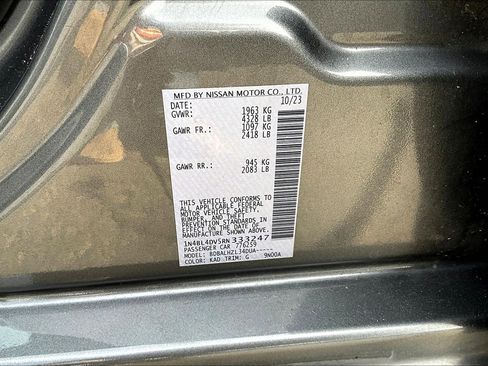 MFD BY NISSAN MOTOR CO., LTD.
DATE: 10/23
GVWR: 1963 KG
4328 LB
GAWR FR.: 1097 KG
2418 LB
GAWR RR.: 945 KG
2083 LB
THIS VEHICLE CONFORMS TO
ALL APPLICABLE FEDERAL
MOTOR VEHICLE SAFETY,
BUMPER, AND THEFT
PREVENTION STANDARDS IN
EFFECT ON THE DATE OF
MANUFACTURE SHOWN ABOVE.
1N4BL4DV5RN333247
PASSENGER CAR 776259
MODEL: BDBALHZL34DUA-----
COLOR: KAD TRIM: G 9N00A